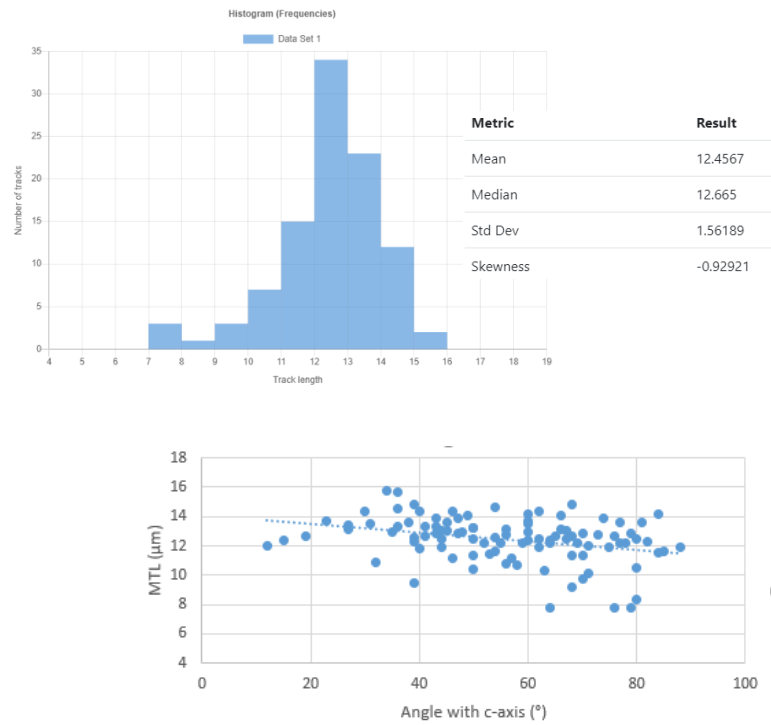 Histogram (Frequencies)
Data Set 1
35
30
25
20
15
10
5
0
Number of tracks
4 5 6 7 8 9 10 11 12 13 14 15 16 17 18 19
Track length
Metric Result
Mean 12.4567
Median 12.665
Std Dev 1.56189
Skewness -0.92921
18
16
14
12
10
8
6
4
MTL (µm)
0 20 40 60 80 100
Angle with c-axis (°)